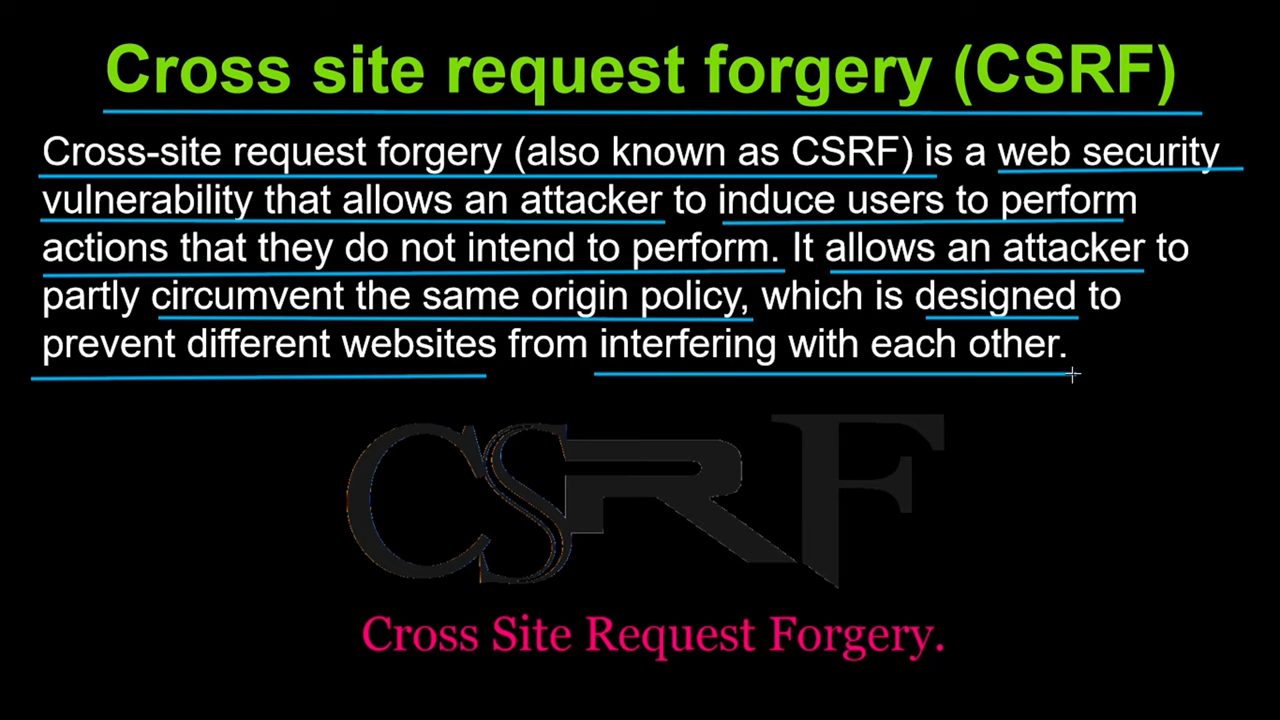 Cross site request forgery (CSRF)
Cross-site request forgery (also known as CSRF) is a web security
vulnerability that allows an attacker to induce users to perform
actions that they do not intend to perform. It allows an attacker to
partly circumvent the same origin policy, which is designed to
prevent different websites from interfering with each other.
CSRF
Cross Site Request Forgery.